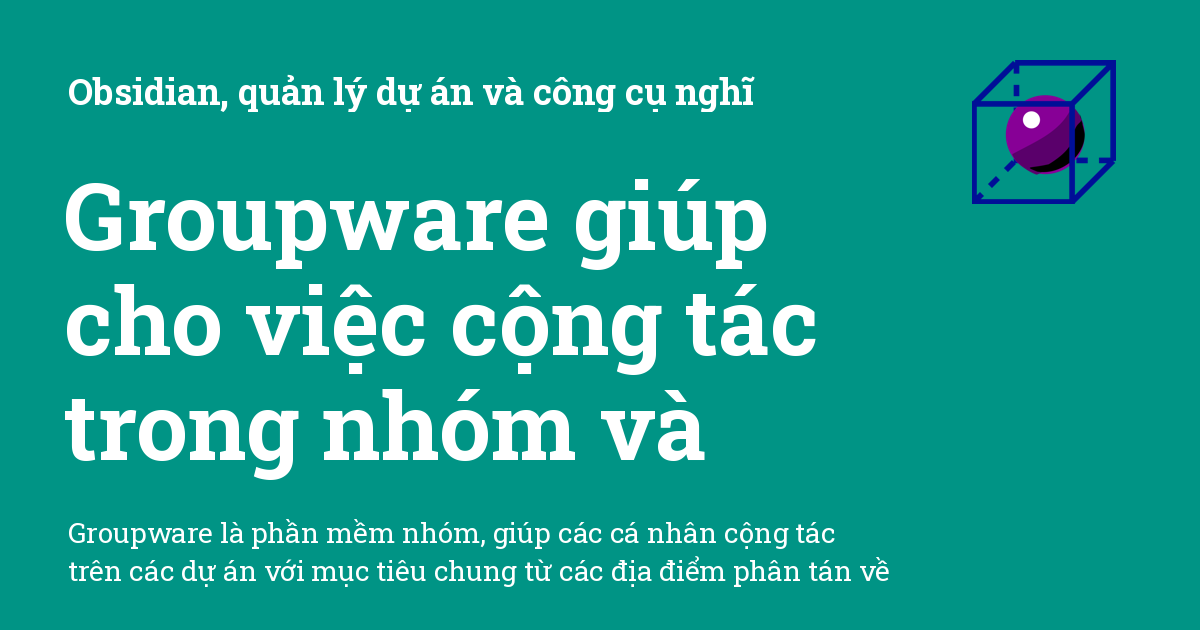 Obsidian, quản lý dự án và công cụ nghĩ
Groupware giúp
cho việc cộng tác
trong nhóm và
Groupware là phần mềm nhóm, giúp các cá nhân cộng tác
trên các dự án với mục tiêu chung từ các địa điểm phân tán về